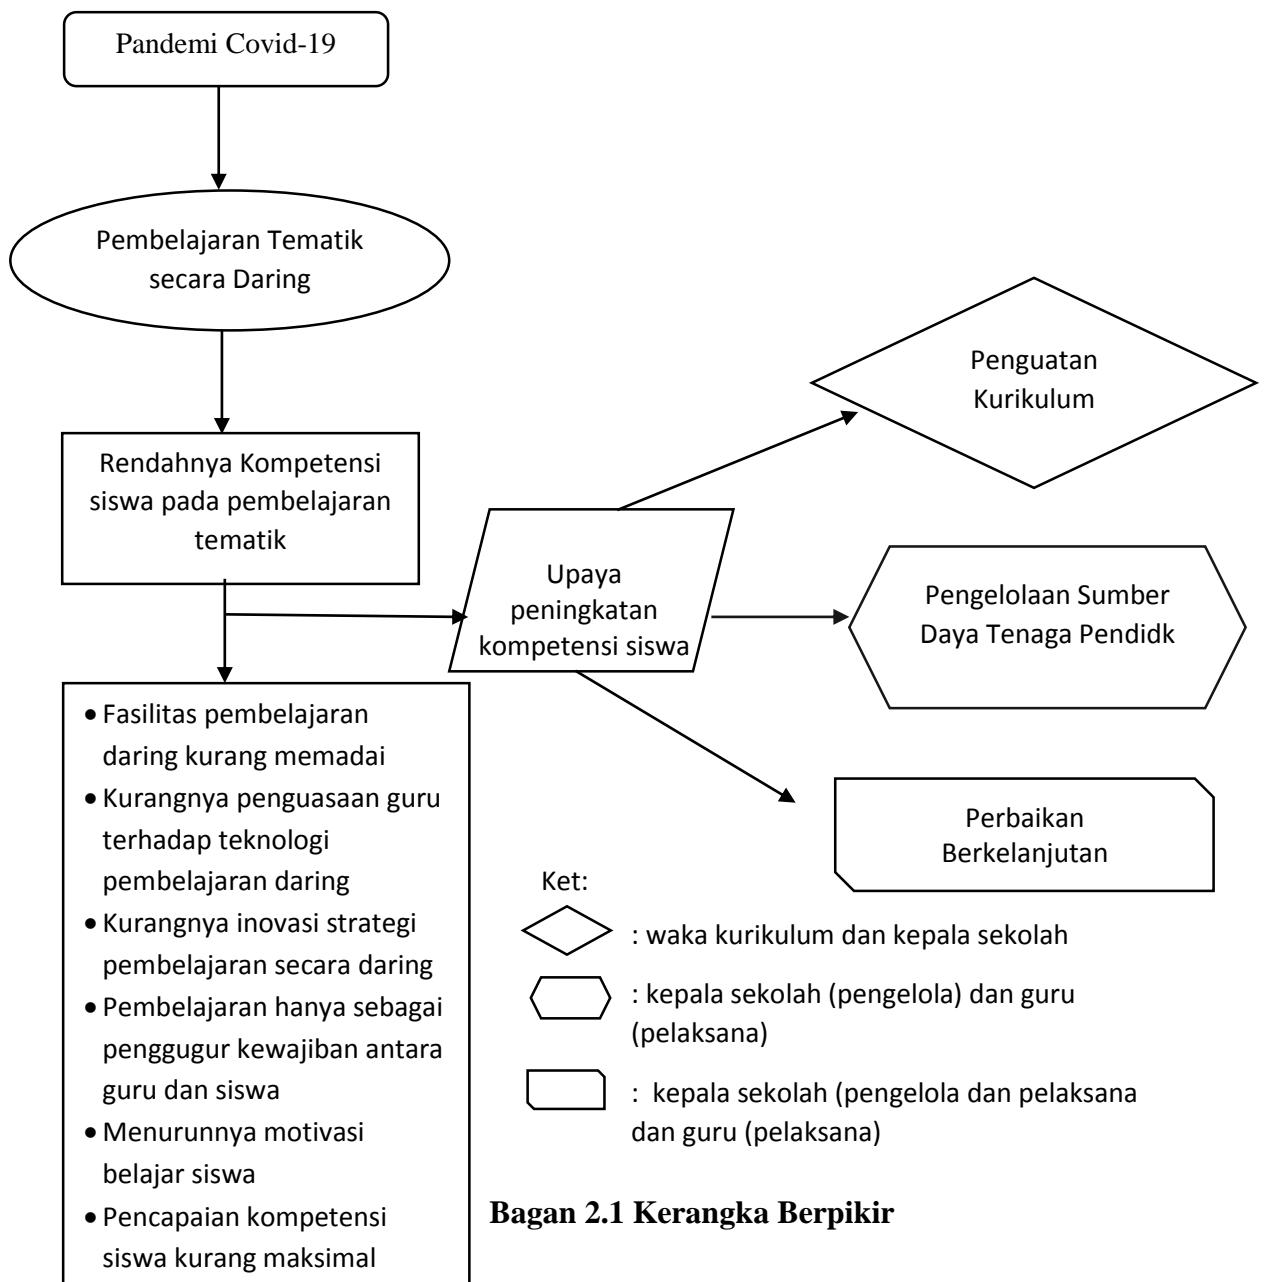 Pandemi Covid-19
Pembelajaran Tematik
secara Daring
Rendahnya Kompetensi
siswa pada pembelajaran
tematik
Upaya
peningkatan
kompetensi siswa
Penguatan
Kurikulum
Pengelolaan Sumber
Daya Tenaga Pendidk
Perbaikan
Berkelanjutan
• Fasilitas pembelajaran
daring kurang memadai
• Kurangnya penguasaan guru
terhadap teknologi
pembelajaran daring
• Kurangnya inovasi strategi
pembelajaran secara daring
• Pembelajaran hanya sebagai
penggugur kewajiban antara
guru dan siswa
• Menurunnya motivasi
belajar siswa
• Pencapaian kompetensi
siswa kurang maksimal
Ket:
: waka kurikulum dan kepala sekolah
: kepala sekolah (pengelola) dan guru
(pelaksana)
: kepala sekolah (pengelola dan pelaksana
dan guru (pelaksana)
Bagan 2.1 Kerangka Berpikir